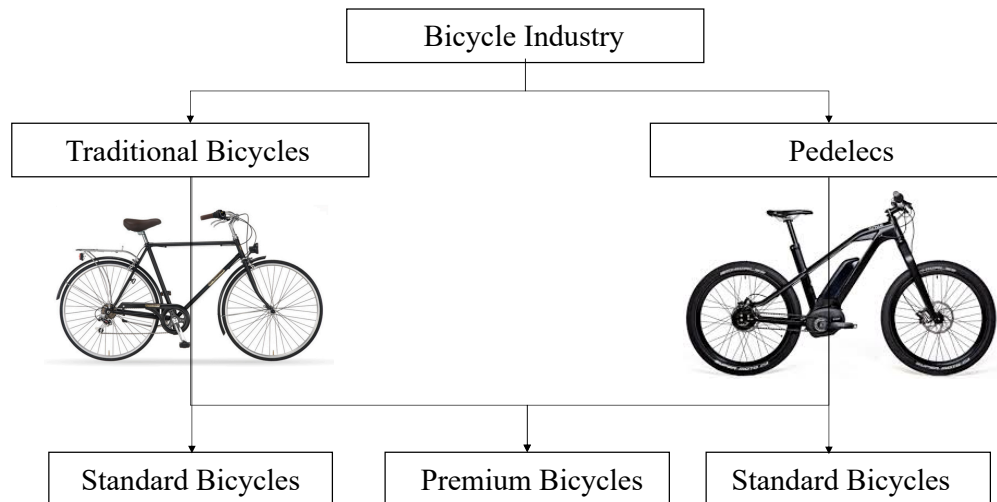 Bicycle Industry
Traditional Bicycles
Pedelecs
Standard Bicycles
Premium Bicycles
Standard Bicycles